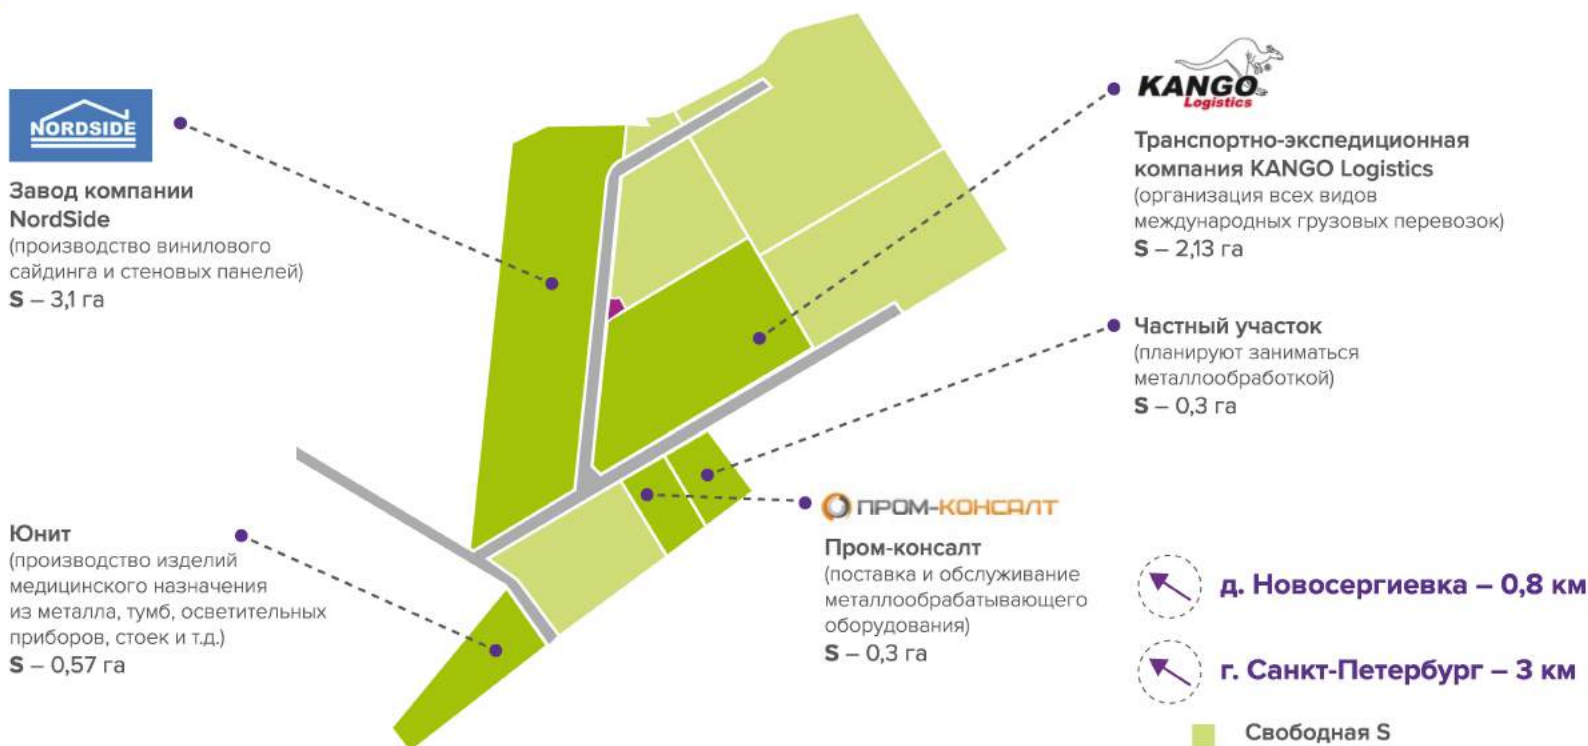 NORDSIDE
Завод компании
NordSide
(производство винилового
сайдинга и стеновых панелей)
S – 3,1 га
Юнит
(производство изделий
медицинского назначения
из металла, тумб, осветительных
приборов, стоек и т.д.)
S – 0,57 га
KANGO
Logistics
Транспортно-экспедиционная
компания KANGO Logistics
(организация всех видов
международных грузовых перевозок)
S – 2,13 га
Частный участок
(планируют заниматься
металлообработкой)
S – 0,3 га
ПРОМ-КОНСАЛТ
Пром-консалт
(поставка и обслуживание
металлообрабатывающего
оборудования)
S – 0,3 га
д. Новосергиевка – 0,8 км
г. Санкт-Петербург – 3 км
Свободная S